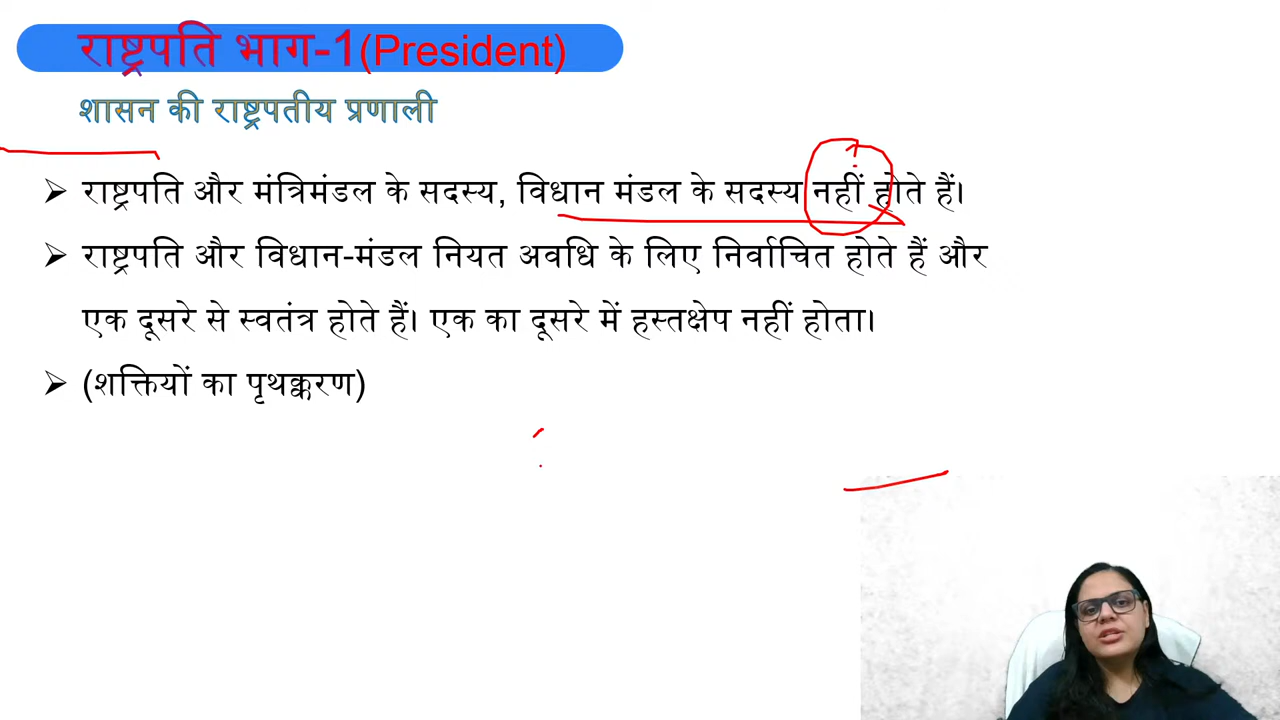 राष्ट्रपति भाग-1(President)
शासन की राष्ट्रपतीय प्रणाली
राष्ट्रपति और मंत्रिमंडल के सदस्य, विधान मंडल के सदस्य नहीं होते हैं।
राष्ट्रपति और विधान-मंडल नियत अवधि के लिए निर्वाचित होते हैं और
एक दूसरे से स्वतंत्र होते हैं। एक का दूसरे में हस्तक्षेप नहीं होता।
(शक्तियों का पृथक्करण)